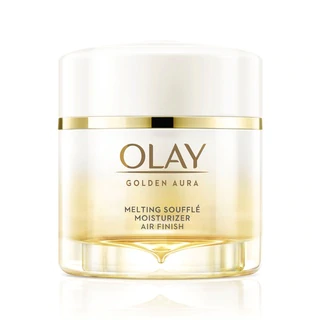 OLAY
GOLDEN AURA
MELTING SOUFFLÉ
MOISTURIZER
AIR FINISH